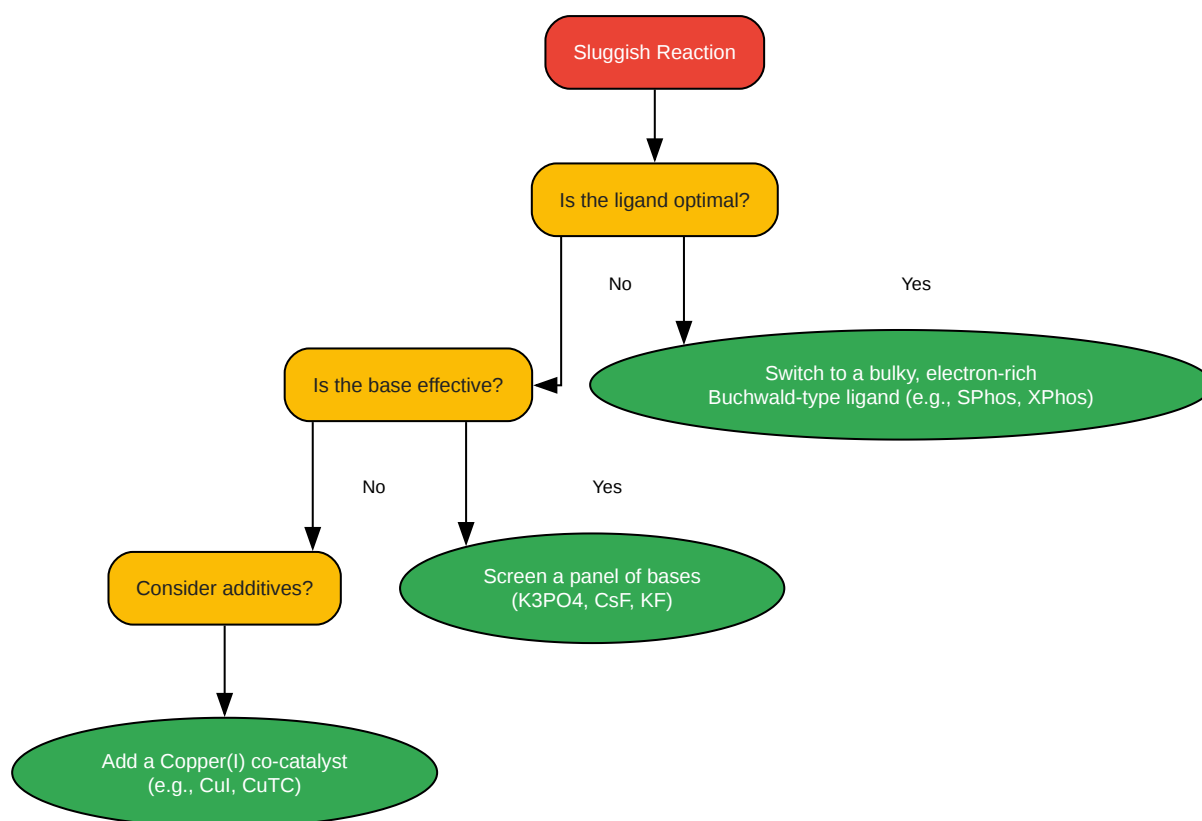 Sluggish Reaction
Is the ligand optimal?
No
Yes
Is the base effective?
Switch to a bulky, electron-rich
Buchwald-type ligand (e.g., SPhos, XPhos)
No
Yes
Consider additives?
Screen a panel of bases
(K3PO4, CsF, KF)
Add a Copper(I) co-catalyst
(e.g., CuI, CuTC)